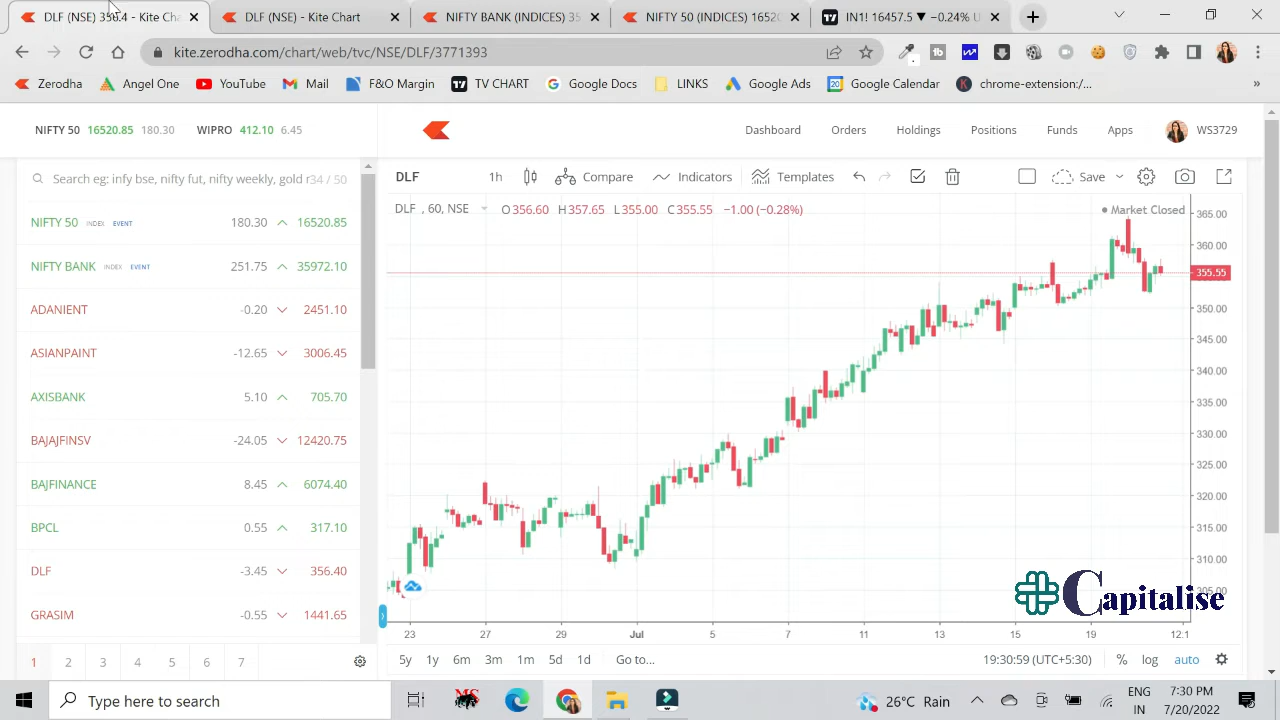 DLF (NSE) 35
- Kite Cha
DLF (NSE) - Kite Chart
NIFTY BANK (INDICES)
NIFTY 50 (INDICES) 1652
IN1! 16457.5 ▼ −0.24% U
kite.zerodha.com/chart/web/tvc/NSE/DLF/3771393
Zerodha Angel One YouTube Mail F&O Margin TV CHART Google Docs LINKS Google Ads Google Calendar chrome-extension:/...
NIFTY 50 16520.85 180.30 WIPRO 412.10 6.45
Dashboard Orders Holdings Positions Funds Apps WS3729
Search eg: infy bse, nifty fut, nifty weekly, gold 34 / 50
DLF 1h Compare Indicators Templates Save
NIFTY 50 INDEX EVENT 180.30 16520.85
NIFTY BANK INDEX EVENT 251.75 35972.10
ADANIENT -0.20 2451.10
ASIANPAINT -12.65 3006.45
AXISBANK 5.10 705.70
BAJAJFINSV -24.05 12420.75
BAJFINANCE 8.45 6074.40
BPCL 0.55 317.10
DLF -3.45 356.40
GRASIM -0.55 1441.65
1 2 3 4 5 6 7
DLF , 60, NSE O356.60 H357.65 L355.00 C355.55 −1.00 (−0.28%)
Market Closed
365.00
360.00
355.55
350.00
345.00
340.00
335.00
330.00
325.00
320.00
315.00
310.00
Capitalise
23 27 29 Jul 5 7 11 13 15 19 12:1
5y 1y 6m 3m 1m 5d 1d Go to... 19:30:59 (UTC+5:30) % log auto
Type here to search
26°C Rain
ENG
IN
7:30 PM
7/20/2022